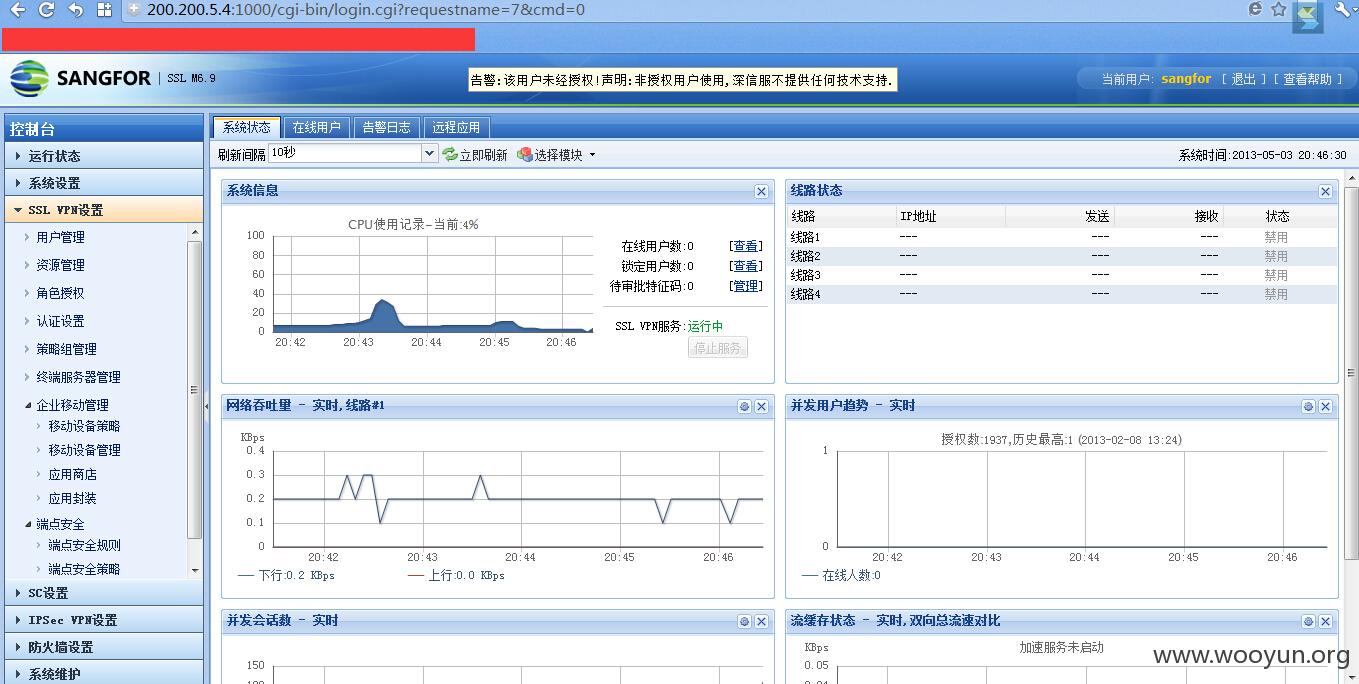 200.200.5.4:1000/cgi-bin/login.cgi?requestname=7&cmd=0
SANGFOR | SSL M6.9
告警:该用户未经授权!声明:非授权用户使用,深信服不提供任何技术支持.
当前用户: sangfor [ 退出 ] [ 查看帮助 ]
控制台
运行状态
系统设置
SSL VPN设置
用户管理
资源管理
角色授权
认证设置
策略组管理
终端服务器管理
企业移动管理
移动设备策略
移动设备管理
应用商店
应用封装
端点安全
端点安全规则
端点安全策略
SC设置
IPSec VPN设置
防火墙设置
系统维护
系统状态 在线用户 告警日志 远程应用
刷新间隔 10秒 立即刷新 选择模块 系统时间:2013-05-03 20:46:30
系统信息
CPU使用记录-当前:4%
100
80
60
40
20
0
20:42 20:43 20:44 20:45 20:46
在线用户数:0 [查看]
锁定用户数:0 [查看]
待审批特征码:0 [管理]
SSL VPN服务:运行中
停止服务
线路状态
线路 IP地址 发送 接收 状态
线路1 --- --- --- 禁用
线路2 --- --- --- 禁用
线路3 --- --- --- 禁用
线路4 --- --- --- 禁用
网络吞吐量 - 实时,线路#1
KBps
0.4
0.3
0.2
0.1
0
20:42 20:43 20:44 20:45 20:46
下行:0.2 KBps 上行:0.0 KBps
并发用户趋势 - 实时
授权数:1937,历史最高:1 (2013-02-08 13:24)
1
0
20:42 20:43 20:44 20:45 20:46
在线人数:0
并发会话数 - 实时
150
流缓存状态 - 实时,双向总流速对比
KBps 加速服务未启动
0.05
www.wooyun.org